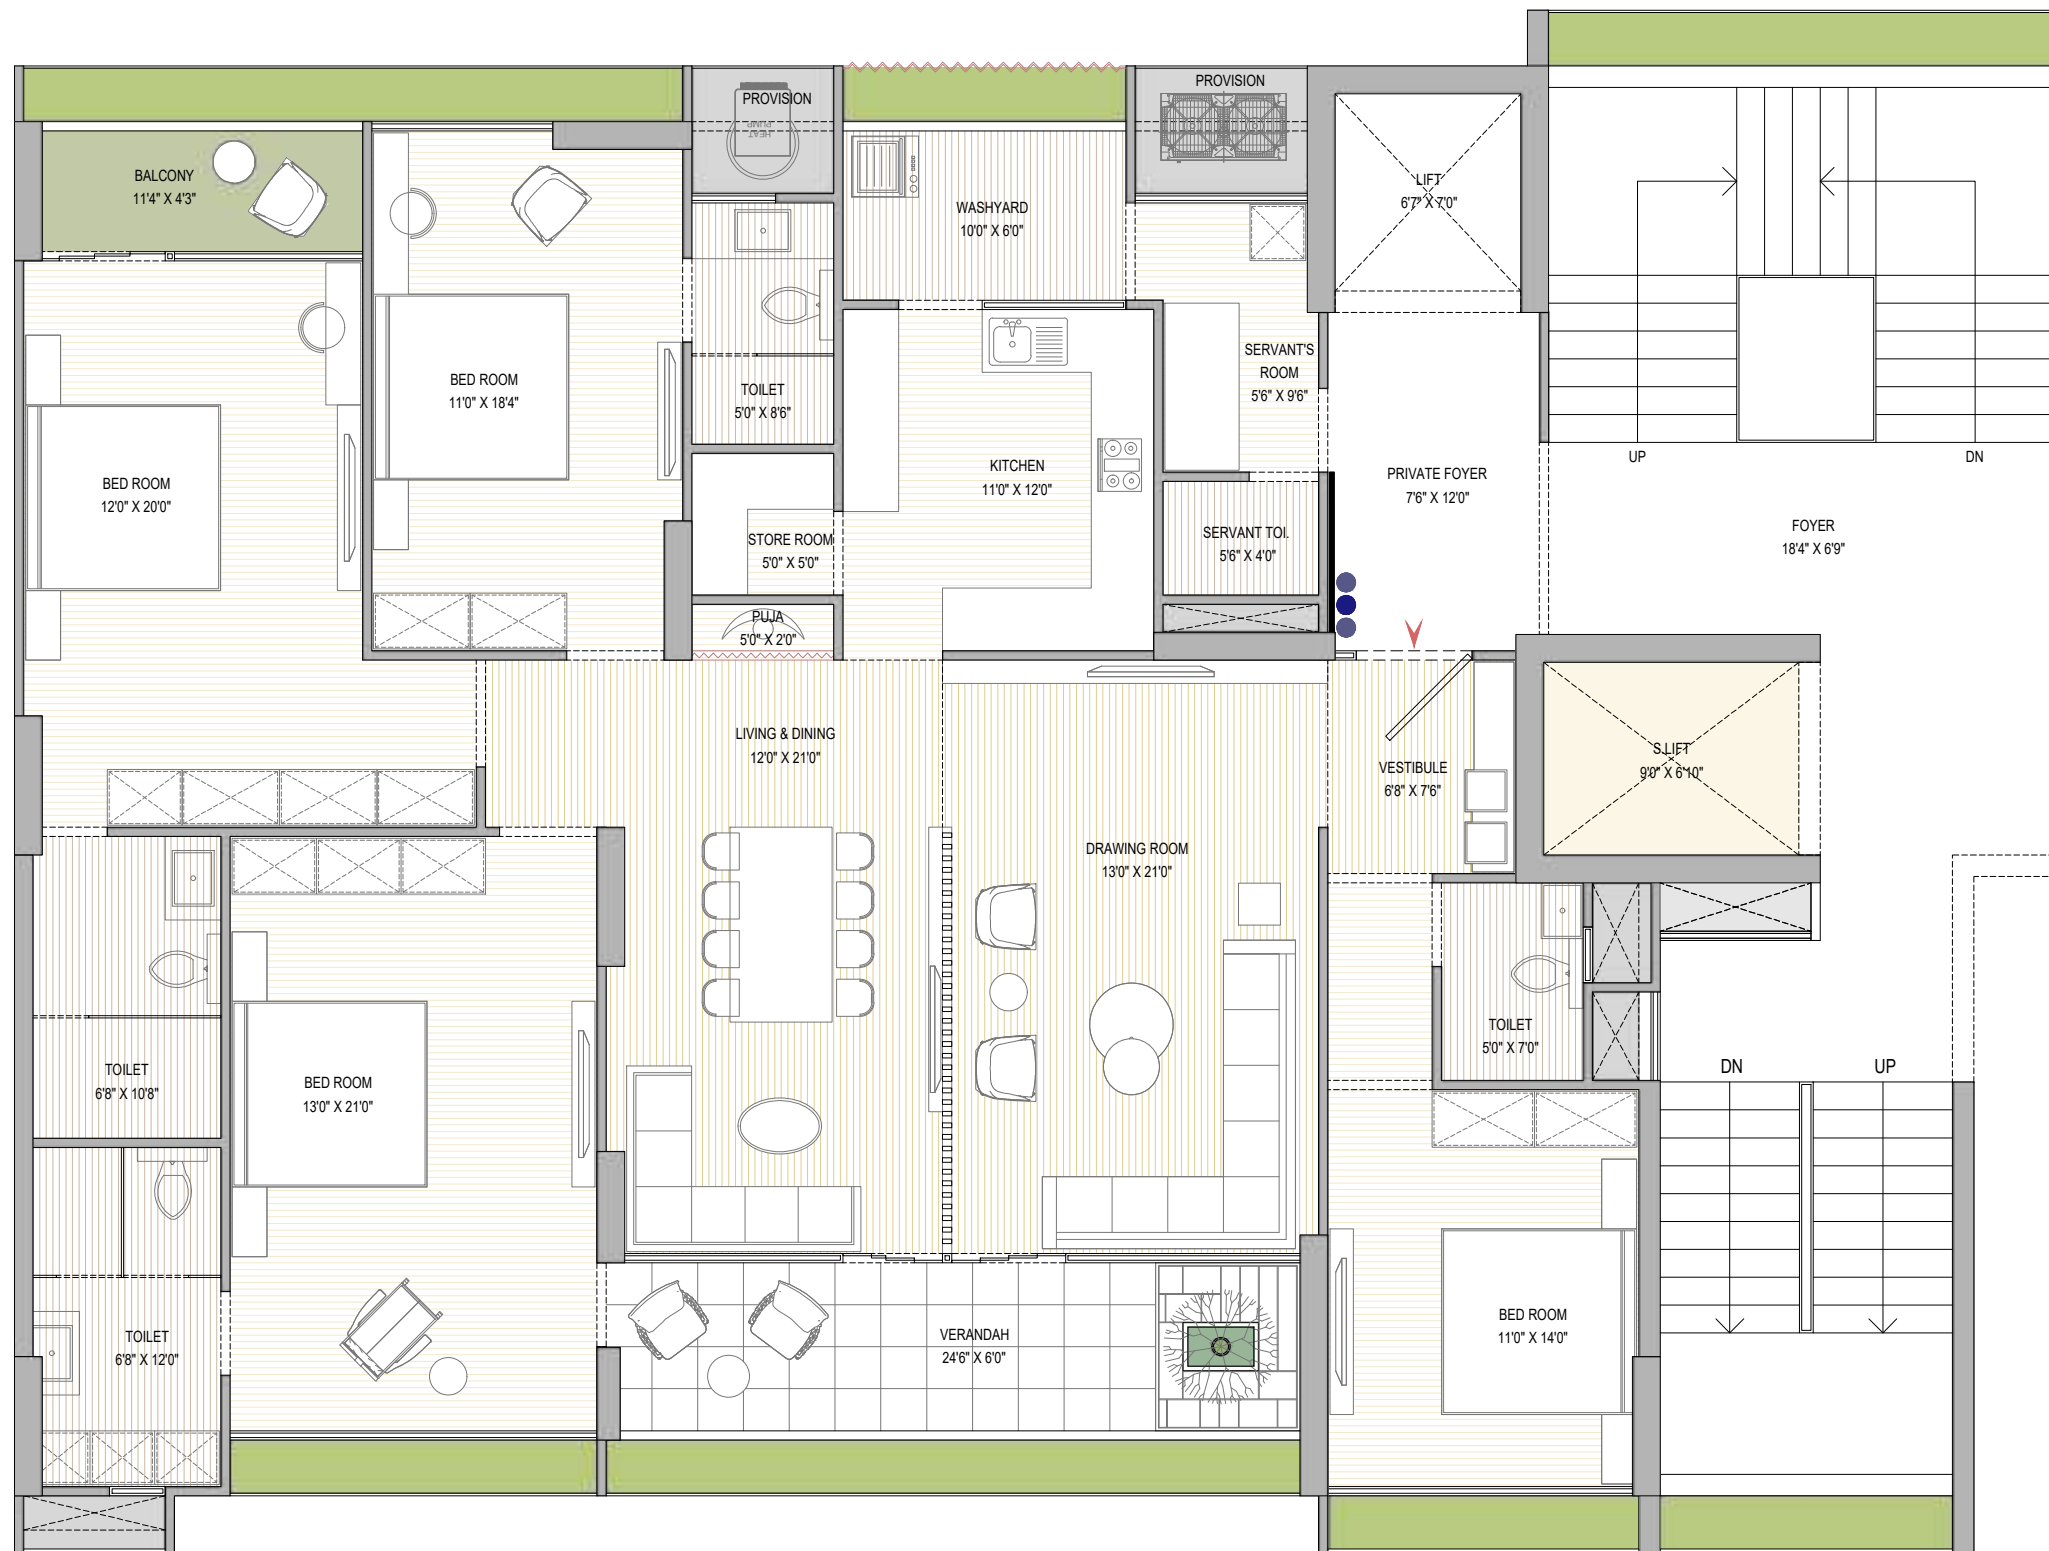 PROVISION
PROVISION
HEAT
PUMP
BALCONY
11'4" X 4'3"
LIFT
6'7" X 7'0"
WASHYARD
10'0" X 6'0"
SERVANT'S
ROOM
5'6" X 9'6"
BED ROOM
11'0" X 18'4"
TOILET
5'0" X 8'6"
UP
DN
KITCHEN
11'0" X 12'0"
PRIVATE FOYER
7'6" X 12'0"
BED ROOM
12'0" X 20'0"
FOYER
18'4" X 6'9"
STORE ROOM
5'0" X 5'0"
SERVANT TOI.
5'6" X 4'0"
PUJA
5'0" X 2'0"
LIVING & DINING
12'0" X 21'0"
S.LIFT
9'0" X 6'10"
VESTIBULE
6'8" X 7'6"
DRAWING ROOM
13'0" X 21'0"
TOILET
5'0" X 7'0"
DN
UP
TOILET
6'8" X 10'8"
BED ROOM
13'0" X 21'0"
BED ROOM
11'0" X 14'0"
TOILET
6'8" X 12'0"
VERANDAH
24'6" X 6'0"